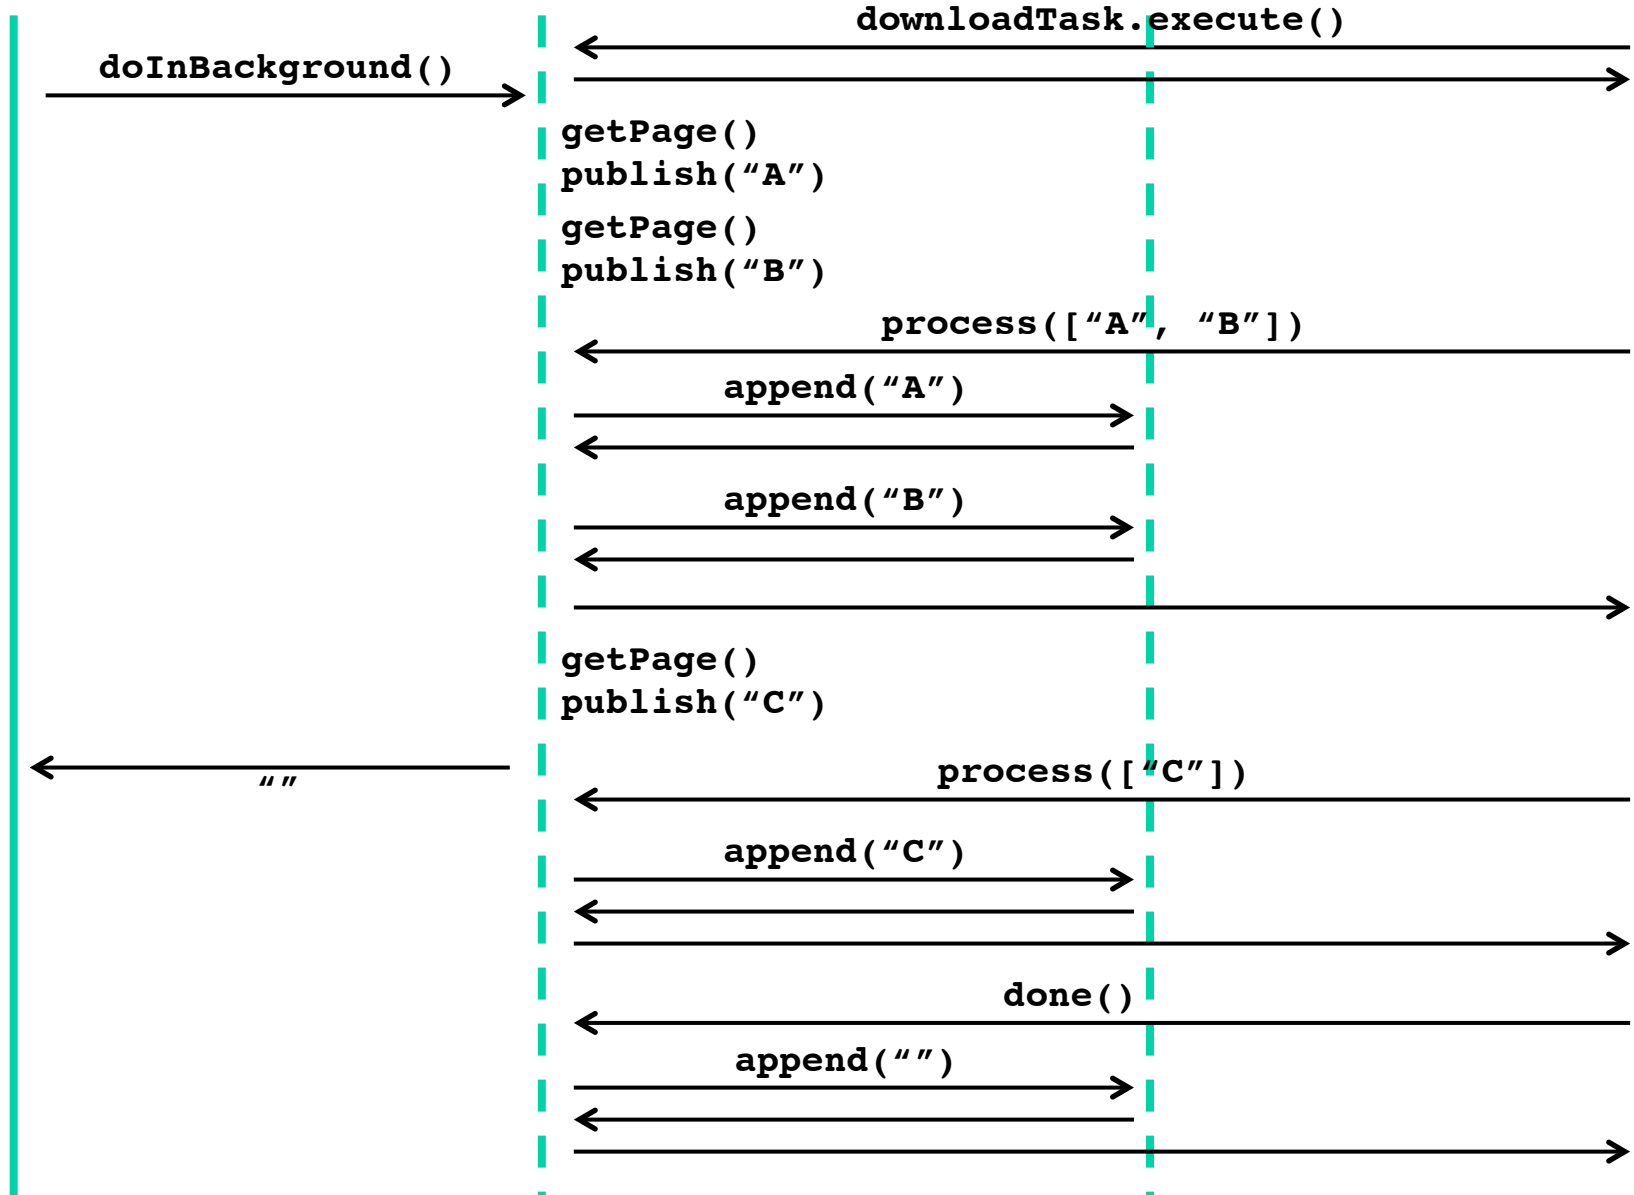 downloadTask.execute()
doInBackground()
getPage()
publish(“A”)
getPage()
publish(“B”)
process([“A”, “B”])
append(“A”)
append(“B”)
getPage()
publish(“C”)
“”
process([“C”])
append(“C”)
done()
append(“”)